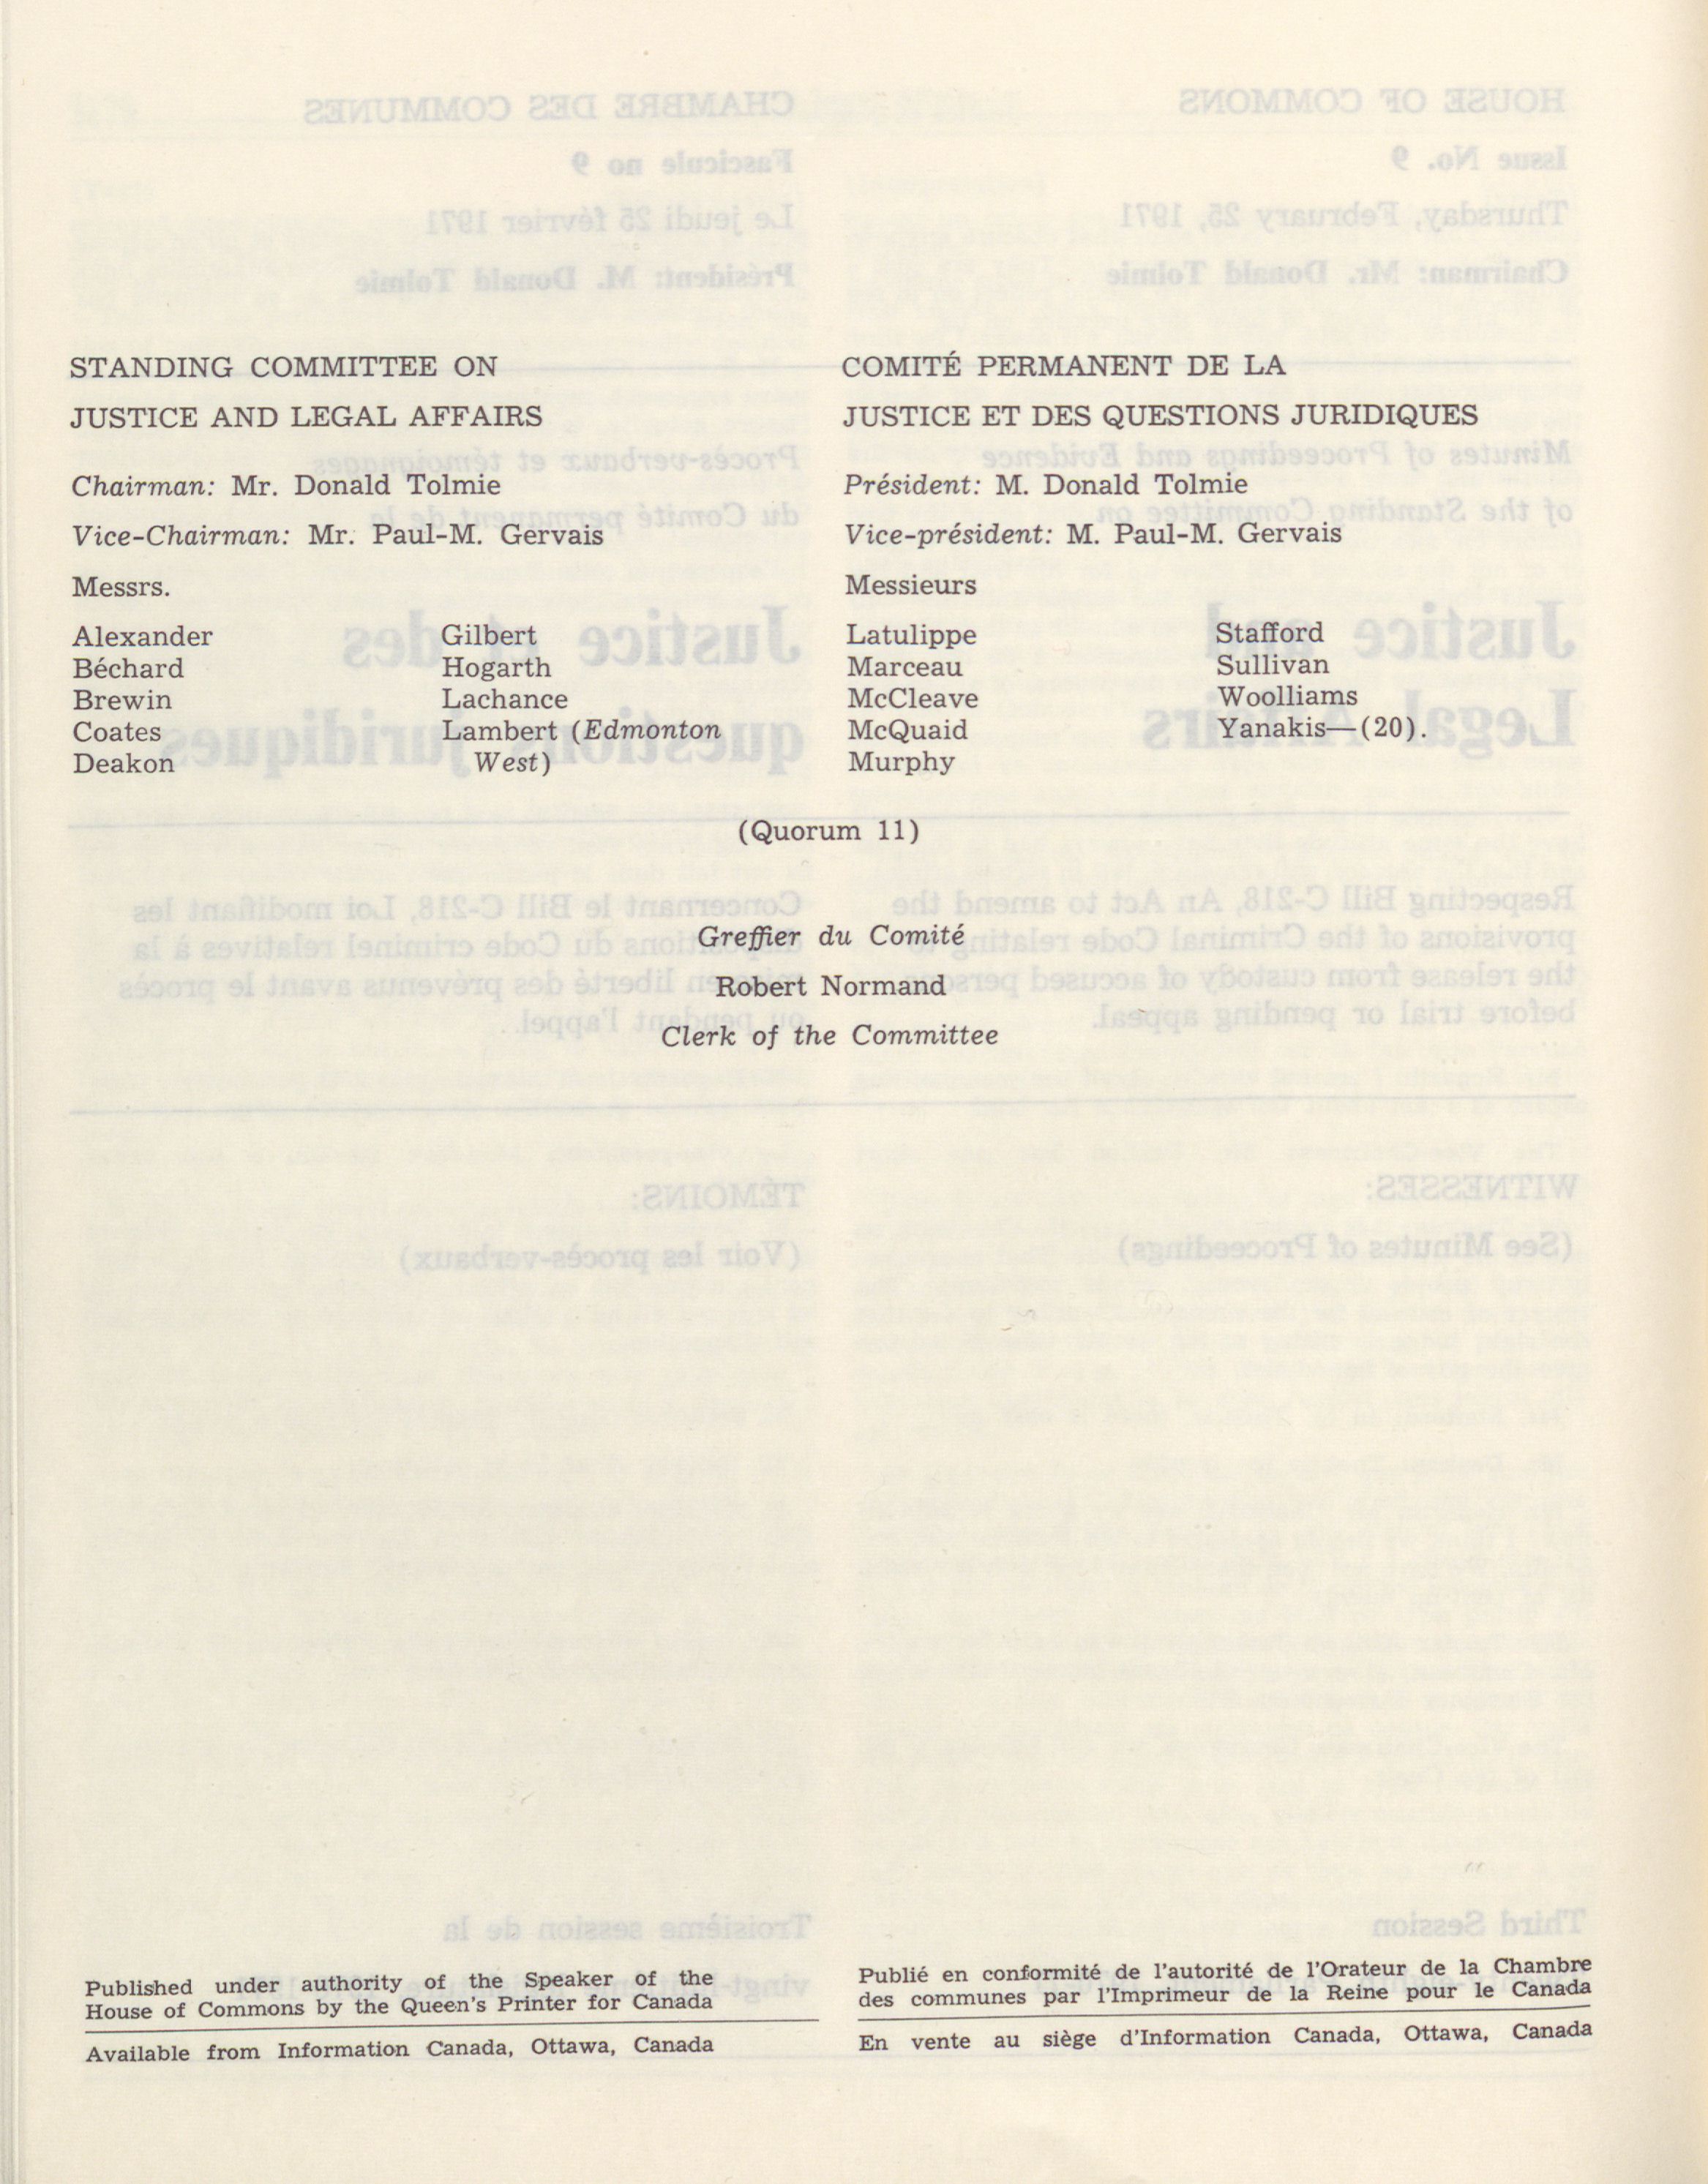 STANDING COMMITTEE ON
JUSTICE AND LEGAL AFFAIRS
Chairman: Mr. Donald Tolmie
Vice-Chairman: Mr. Paul-M. Gervais
Messrs.
Alexander
Béchard
Brewin
Coates
Deakon
Gilbert
Hogarth
Lachance
Lambert (Edmonton
West)
COMITÉ PERMANENT DE LA
JUSTICE ET DES QUESTIONS JURIDIQUES
Président: M. Donald Tolmie
Vice-président: M. Paul-M. Gervais
Messieurs
Latulippe
Marceau
McCleave
McQuaid
Murphy
Stafford
Sullivan
Woolliams
Yanakis—(20).
(Quorum 11)
Greffier du Comité
Robert Normand
Clerk of the Committee
Published under authority of the Speaker of the
House of Commons by the Queen's Printer for Canada
Available from Information Canada, Ottawa, Canada
Publié en conformité de l'autorité de l'Orateur de la Chambre
des communes par l'Imprimeur de la Reine pour le Canada
En vente au siège d'Information Canada, Ottawa, Canada